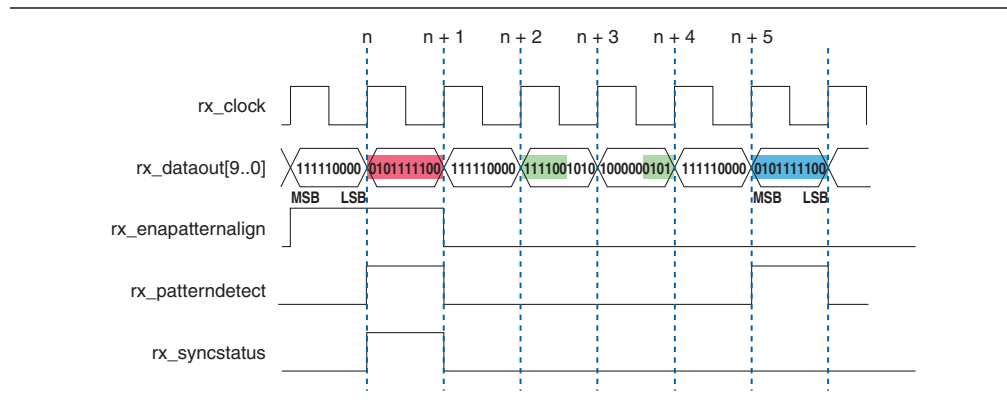 n n + 1 n + 2 n + 3 n + 4 n + 5
rx_clock
rx_dataout[9..0] 111110000 0101111100 111110000 1111001010 1000000101 111110000 0101111100
MSB LSB MSB LSB
rx_enapatternalign
rx_patterndetect
rx_syncstatus